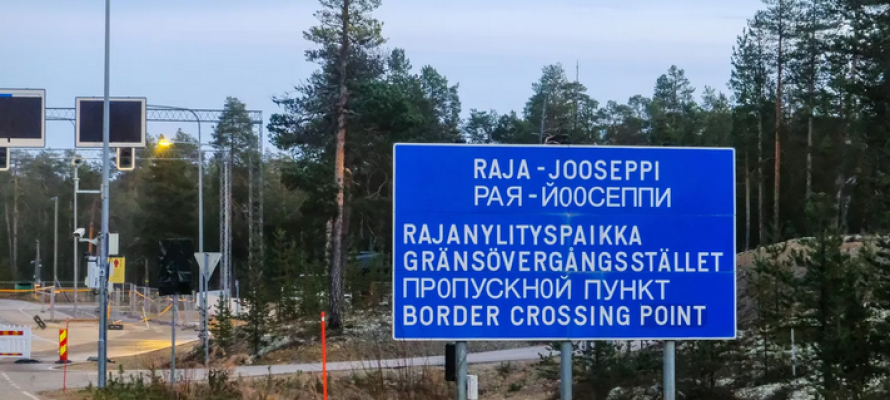 RAJA - JOOSEPPI
РАЯ - ЙООСЕППИ
RAJANYLITYSPAIKKA
GRÄNSÖVERGÅNGSSTÄLLET
ПРОПУСКНОЙ ПУНКТ
BORDER CROSSING POINT